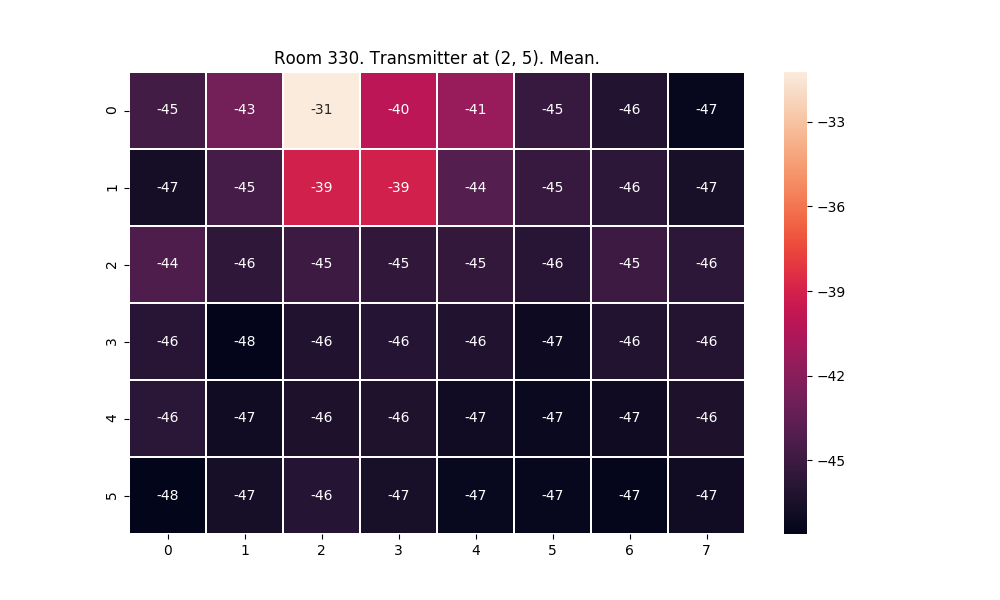 Room 330. Transmitter at (2, 5). Mean.
0 -45 -43 -31 -40 -41 -45 -46 -47
1 -47 -45 -39 -39 -44 -45 -46 -47
2 -44 -46 -45 -45 -45 -46 -45 -46
3 -46 -48 -46 -46 -46 -47 -46 -46
4 -46 -47 -46 -46 -47 -47 -47 -46
5 -48 -47 -46 -47 -47 -47 -47 -47
0 1 2 3 4 5 6 7
−33
−36
−39
−42
−45